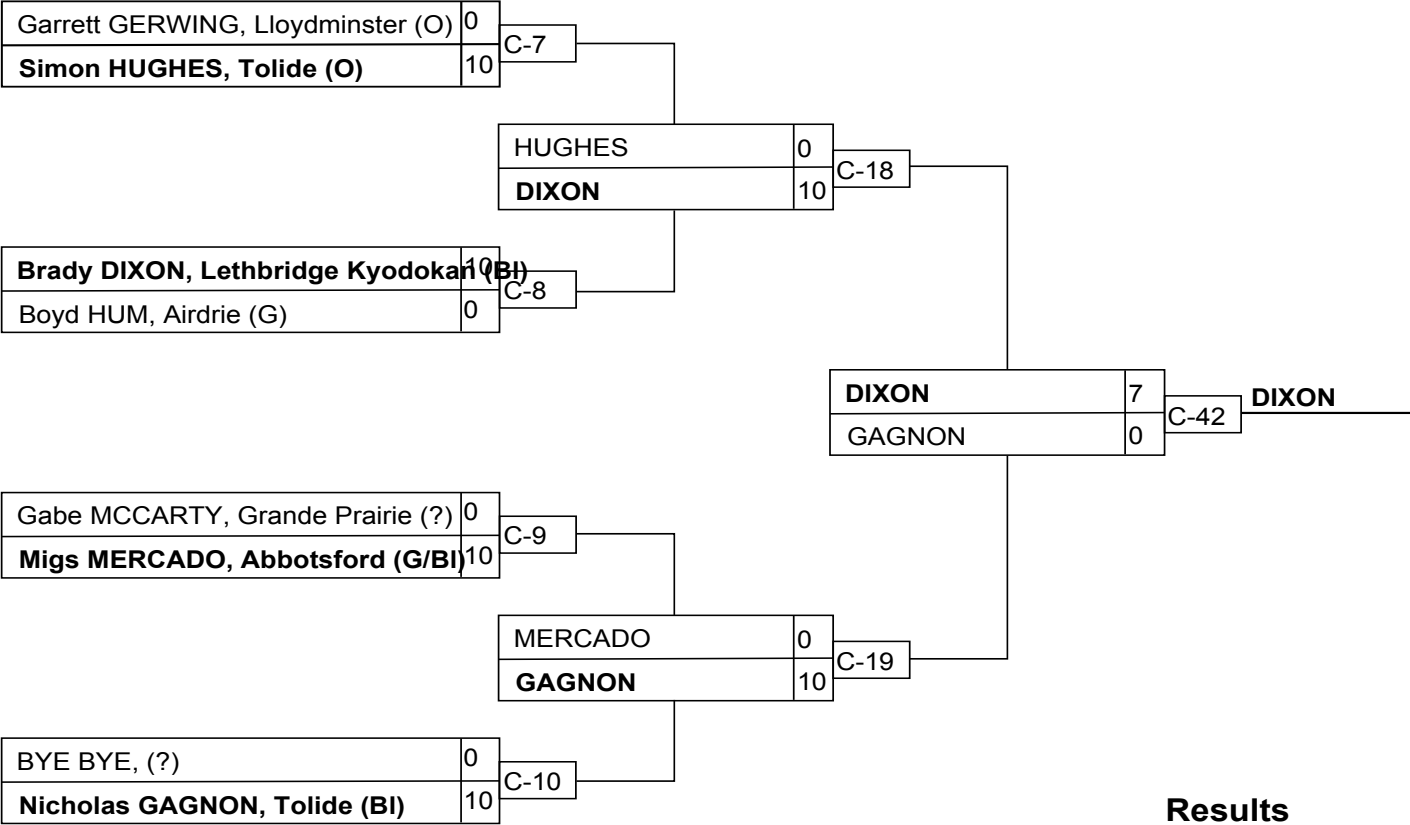 Garrett GERWING, Lloydminster (O) 0
C-7
Simon HUGHES, Tolide (O) 10
HUGHES 0
C-18
DIXON 10
Brady DIXON, Lethbridge Kyodokan (Bl) 10
C-8
Boyd HUM, Airdrie (G) 0
DIXON 7
C-42 DIXON
GAGNON 0
Gabe MCCARTY, Grande Prairie (?) 0
C-9
Migs MERCADO, Abbotsford (G/Bl) 10
MERCADO 0
C-19
GAGNON 10
BYE BYE, (?) 0
C-10
Nicholas GAGNON, Tolide (Bl) 10
Results